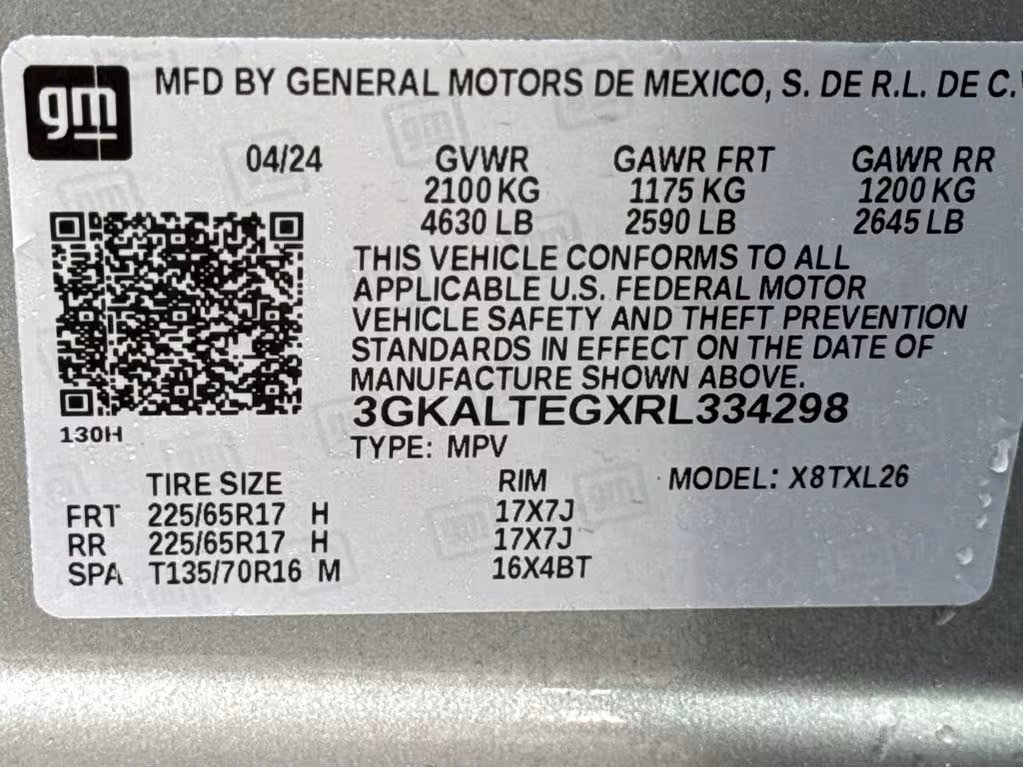 gm
MFD BY GENERAL MOTORS DE MEXICO, S. DE R.L. DE C.
04/24 GVWR GAWR FRT GAWR RR
2100 KG 1175 KG 1200 KG
4630 LB 2590 LB 2645 LB
THIS VEHICLE CONFORMS TO ALL
APPLICABLE U.S. FEDERAL MOTOR
VEHICLE SAFETY AND THEFT PREVENTION
STANDARDS IN EFFECT ON THE DATE OF
MANUFACTURE SHOWN ABOVE.
3GKALTEGXRL334298
130H
TYPE: MPV
TIRE SIZE RIM MODEL: X8TXL26
FRT 225/65R17 H 17X7J
RR 225/65R17 H 17X7J
SPA T135/70R16 M 16X4BT